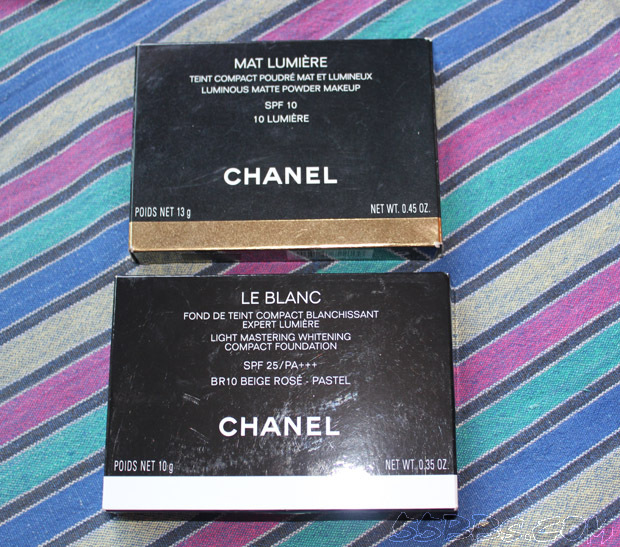 MAT LUMIÈRE
TEINT COMPACT POUDRÉ MAT ET LUMINEUX
LUMINOUS MATTE POWDER MAKEUP
SPF 10
10 LUMIÈRE
CHANEL
POIDS NET 13 g NET WT. 0.45 OZ.
LE BLANC
FOND DE TEINT COMPACT BLANCHISSANT
EXPERT LUMIÈRE
LIGHT MASTERING WHITENING
COMPACT FOUNDATION
SPF 25/PA+++
BR10 BEIGE ROSÉ - PASTEL
CHANEL
POIDS NET 10 g NET WT. 0.35 OZ.